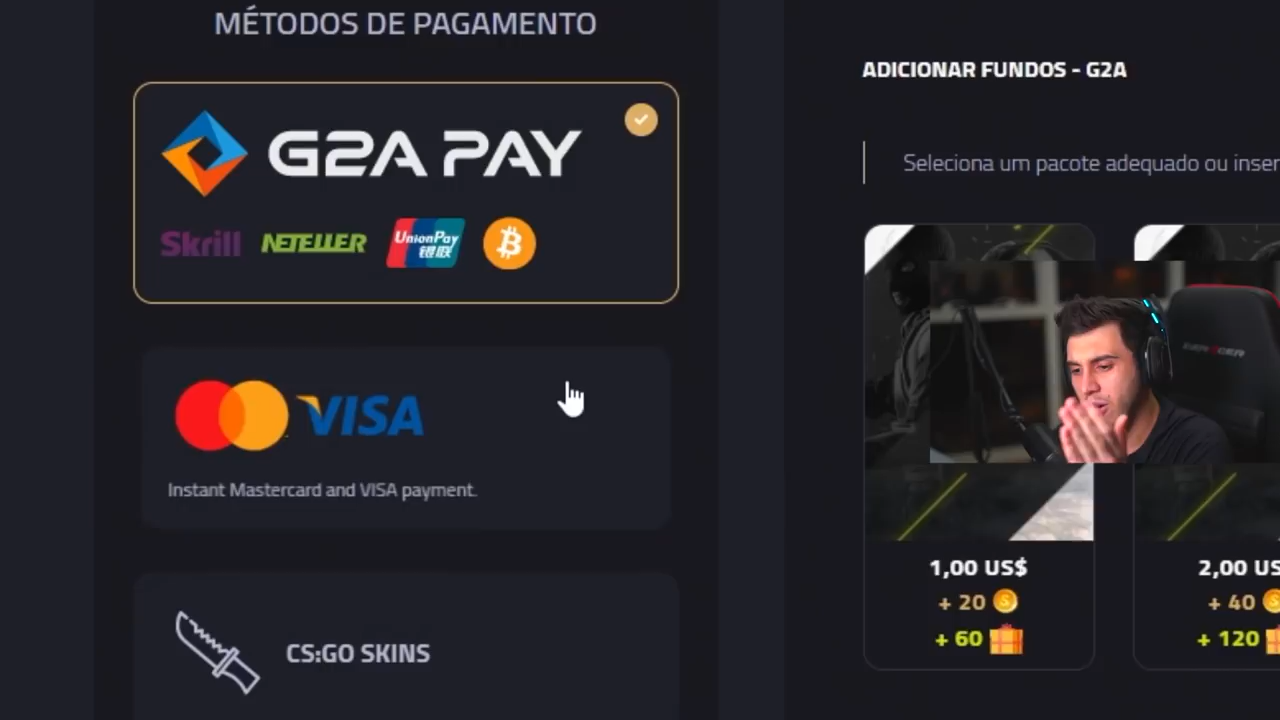 MÉTODOS DE PAGAMENTO
G2A PAY
Skrill NETELLER UnionPay 银联
VISA
Instant Mastercard and VISA payment.
CS:GO SKINS
ADICIONAR FUNDOS - G2A
Seleciona um pacote adequado ou inser
1,00 US$
+ 20
+ 60
2,00 US
+ 40
+ 120